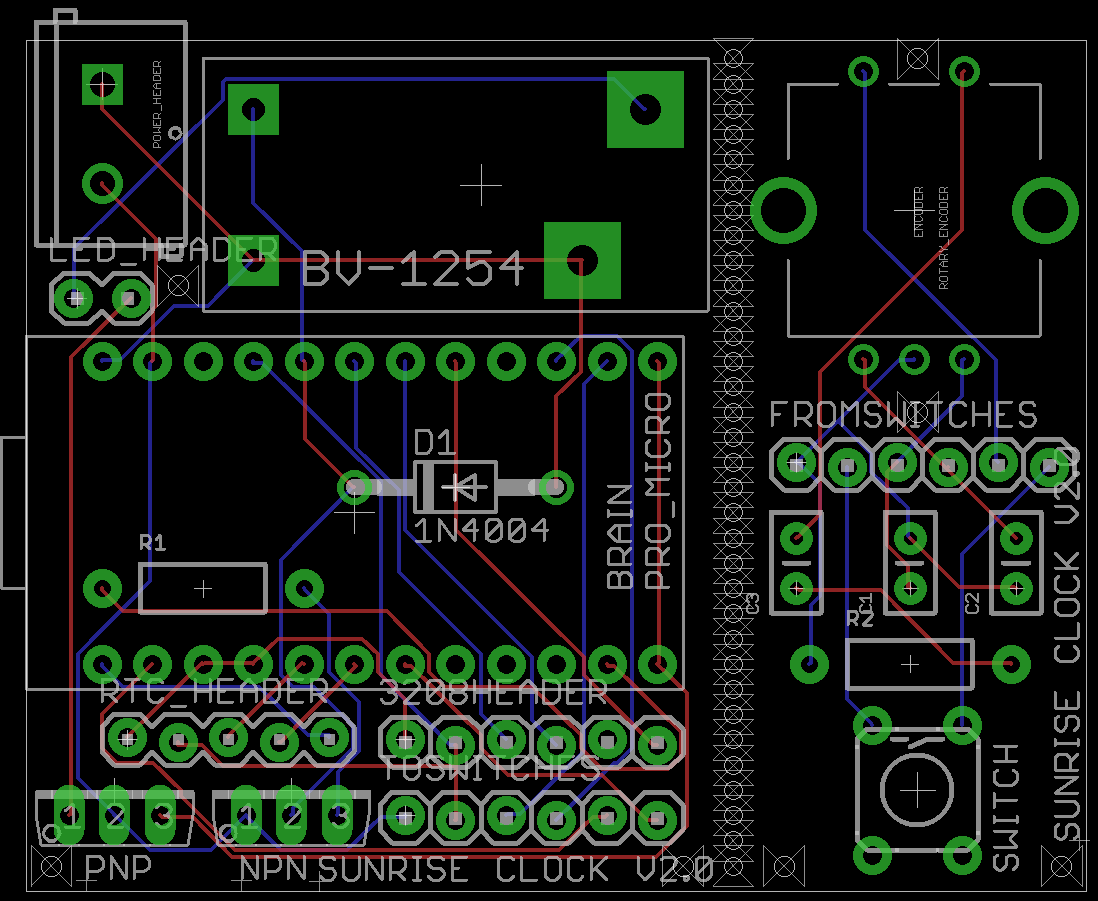 POWER_HEADER
LED_HEADER
BV-1254
ENCODER
ROTARY_ENCODER
FROMSWITCHES
D1
1N4004
BRAIN
PRO_MICRO
R1
C3
C1
C2
R2
RTC_HEADER
3208HEADER
TOSWITCHES
1 2 3
1 2 3
PNP
NPN
SUNRISE CLOCK V2.0
SWITCH
SUNRISE CLOCK V2.0